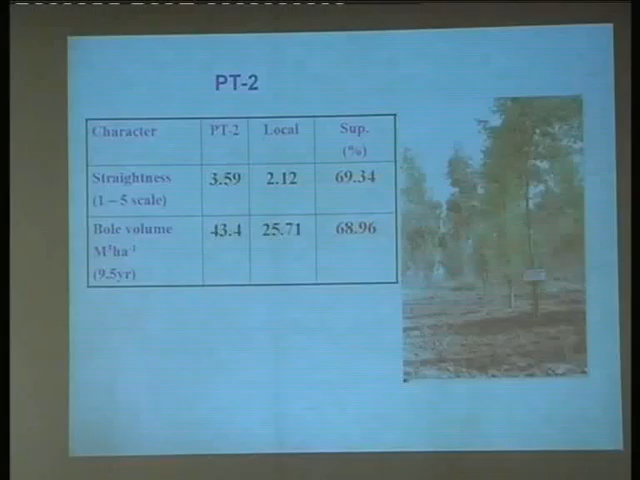 PT-2
Character PT-2 Local Sup.
(%)
Straightness 3.59 2.12 69.34
(1 – 5 scale)
Bole volume 43.4 25.71 68.96
M³ha⁻¹
(9.5yr)